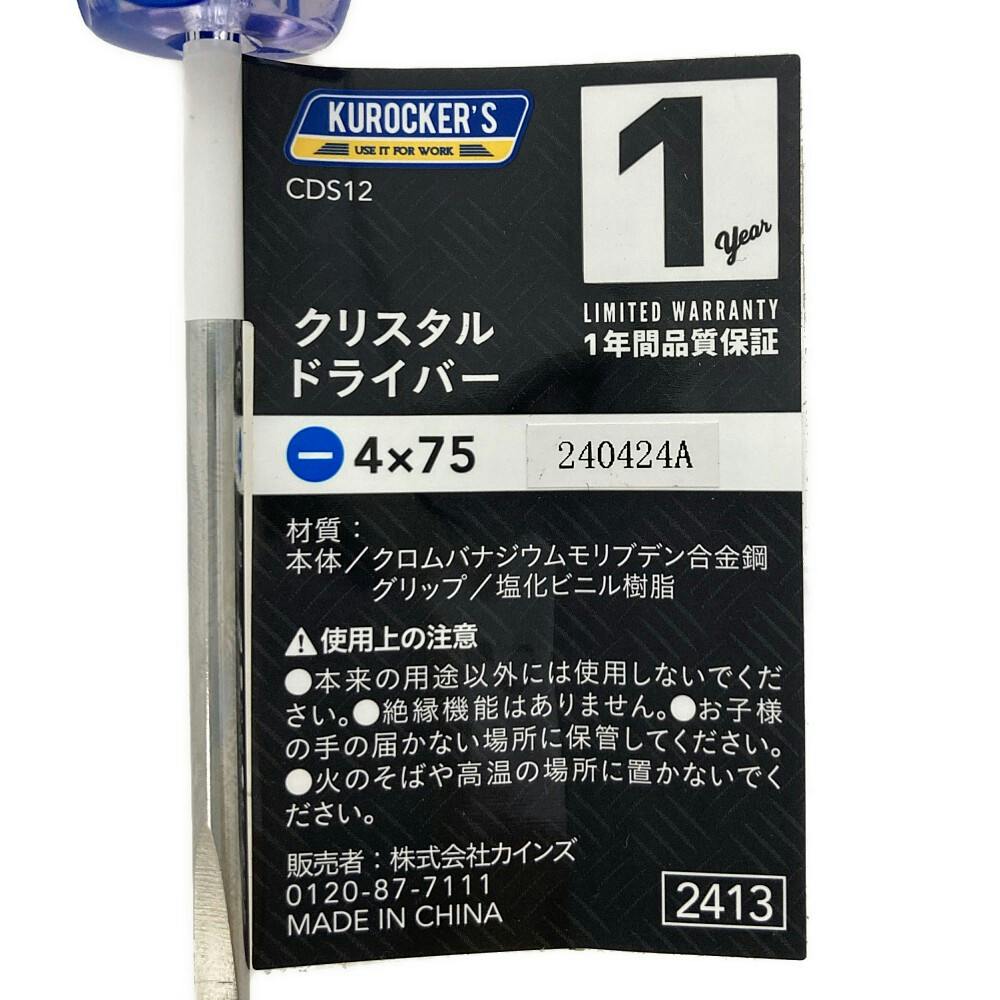 KUROCKER'S
USE IT FOR WORK
CDS12
1
Year
LIMITED WARRANTY
1年間品質保証
クリスタル
ドライバー
4×75
240424A
材質：
本体／クロムバナジウムモリブデン合金鋼
グリップ／塩化ビニル樹脂
使用上の注意
●本来の用途以外には使用しないでくだ
さい。●絶縁機能はありません。●お子様
の手の届かない場所に保管してください。
●火のそばや高温の場所に置かないでく
ださい。
販売者：株式会社カインズ
0120-87-7111
MADE IN CHINA
2413